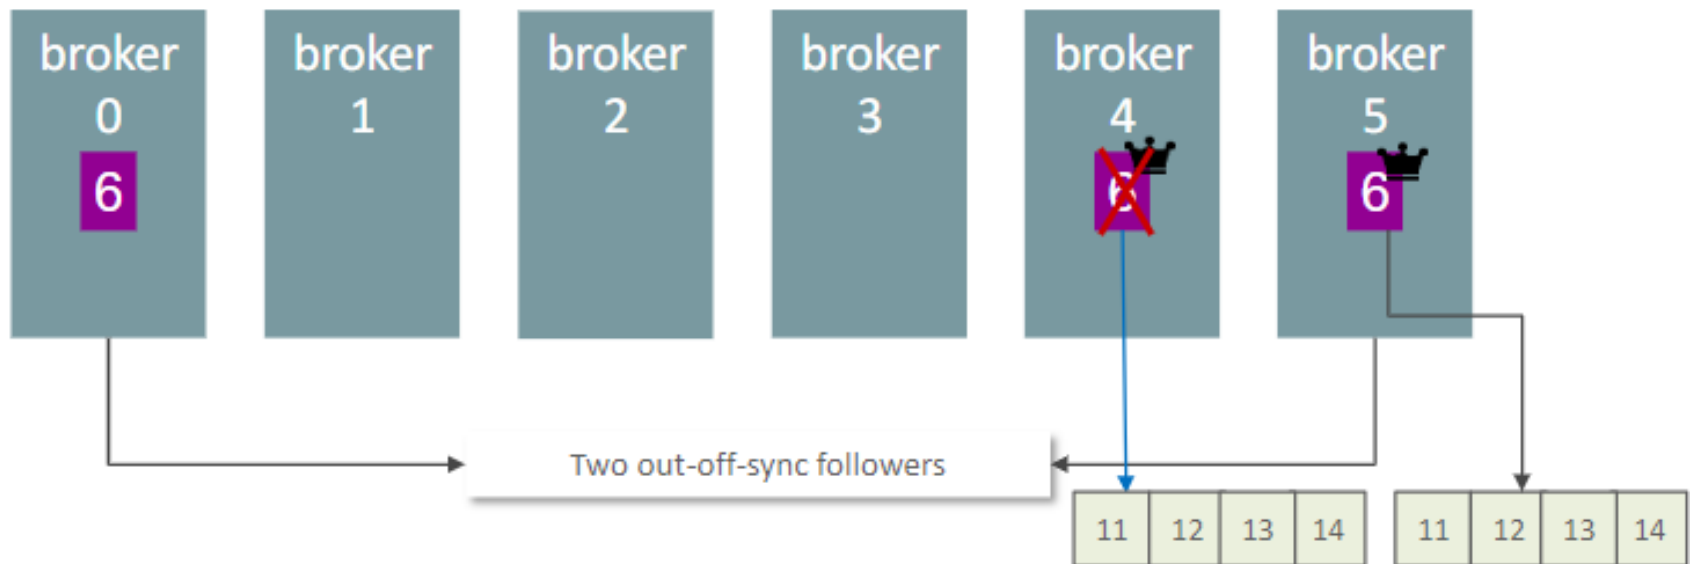 broker broker broker broker broker broker
0 1 2 3 4 5
6 6 6
Two out-off-sync followers
11 12 13 14 11 12 13 14